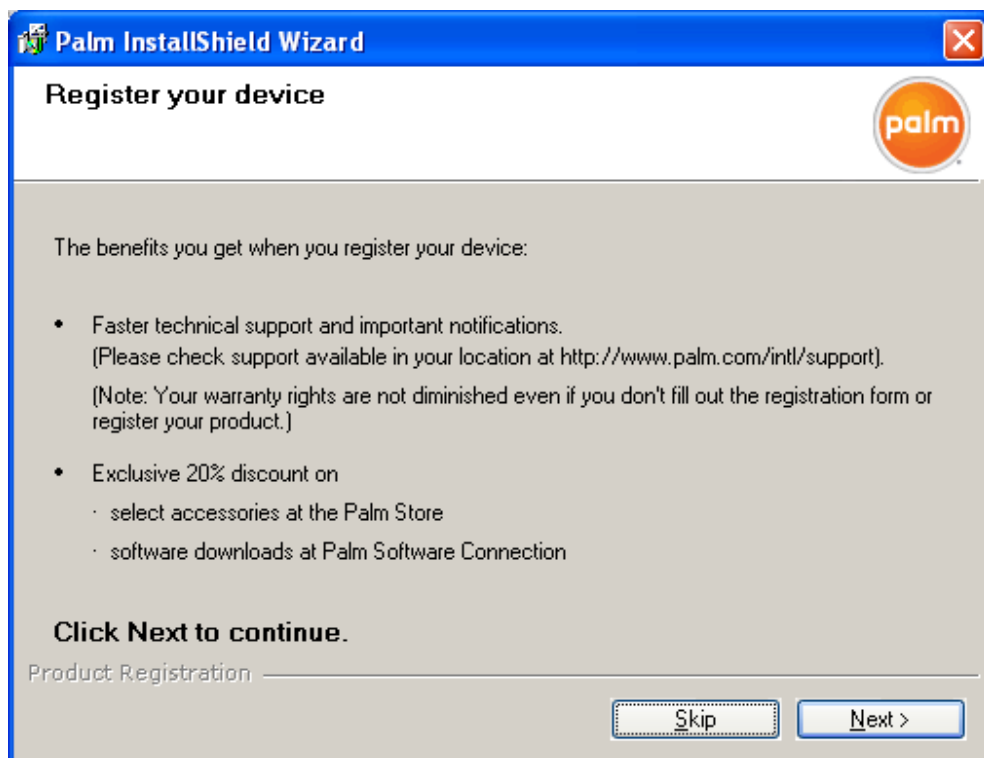 Palm InstallShield Wizard
Register your device
palm
The benefits you get when you register your device:
• Faster technical support and important notifications.
(Please check support available in your location at http://www.palm.com/intl/support).
(Note: Your warranty rights are not diminished even if you don't fill out the registration form or
register your product.)
• Exclusive 20% discount on
· select accessories at the Palm Store
· software downloads at Palm Software Connection
Click Next to continue.
Product Registration
Skip
Next >